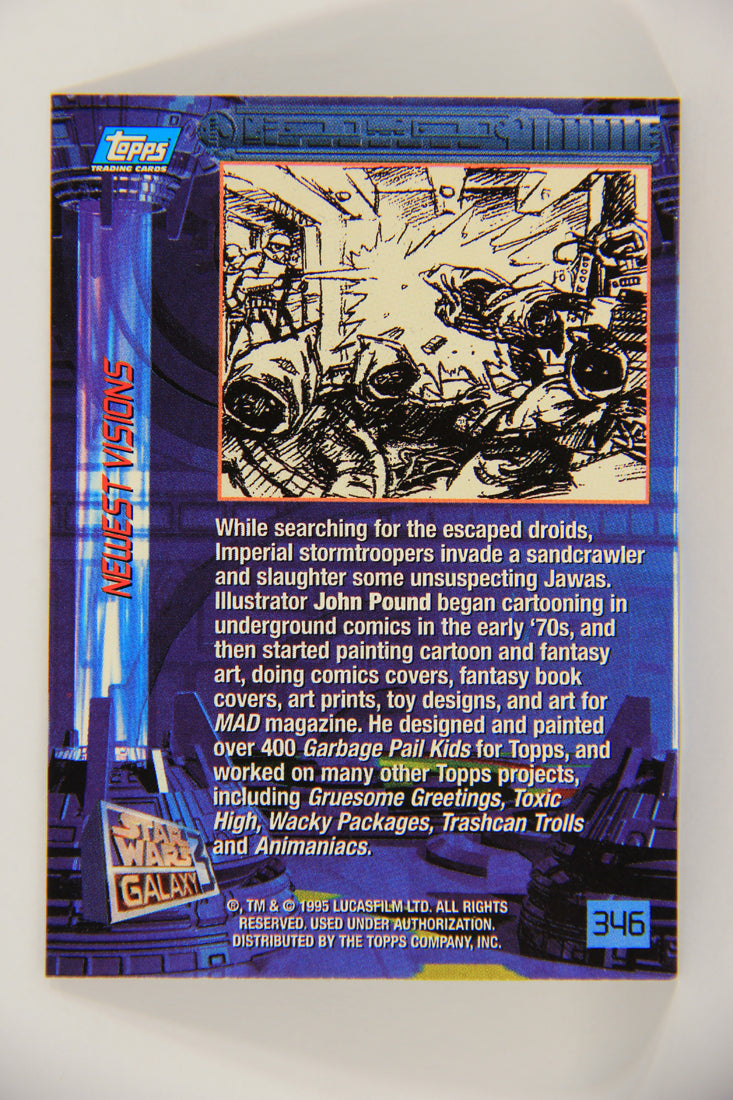 topps
TRADING CARDS
NEWEST VISIONS
While searching for the escaped droids,
Imperial stormtroopers invade a sandcrawler
and slaughter some unsuspecting Jawas.
Illustrator John Pound began cartooning in
underground comics in the early ‘70s, and
then started painting cartoon and fantasy
art, doing comics covers, fantasy book
covers, art prints, toy designs, and art for
MAD magazine. He designed and painted
over 400 Garbage Pail Kids for Topps, and
worked on many other Topps projects,
including Gruesome Greetings, Toxic
High, Wacky Packages, Trashcan Trolls
and Animaniacs.
STAR
WARS 3
GALAXY
®, TM & © 1995 LUCASFILM LTD. ALL RIGHTS
RESERVED. USED UNDER AUTHORIZATION.
DISTRIBUTED BY THE TOPPS COMPANY, INC.
346